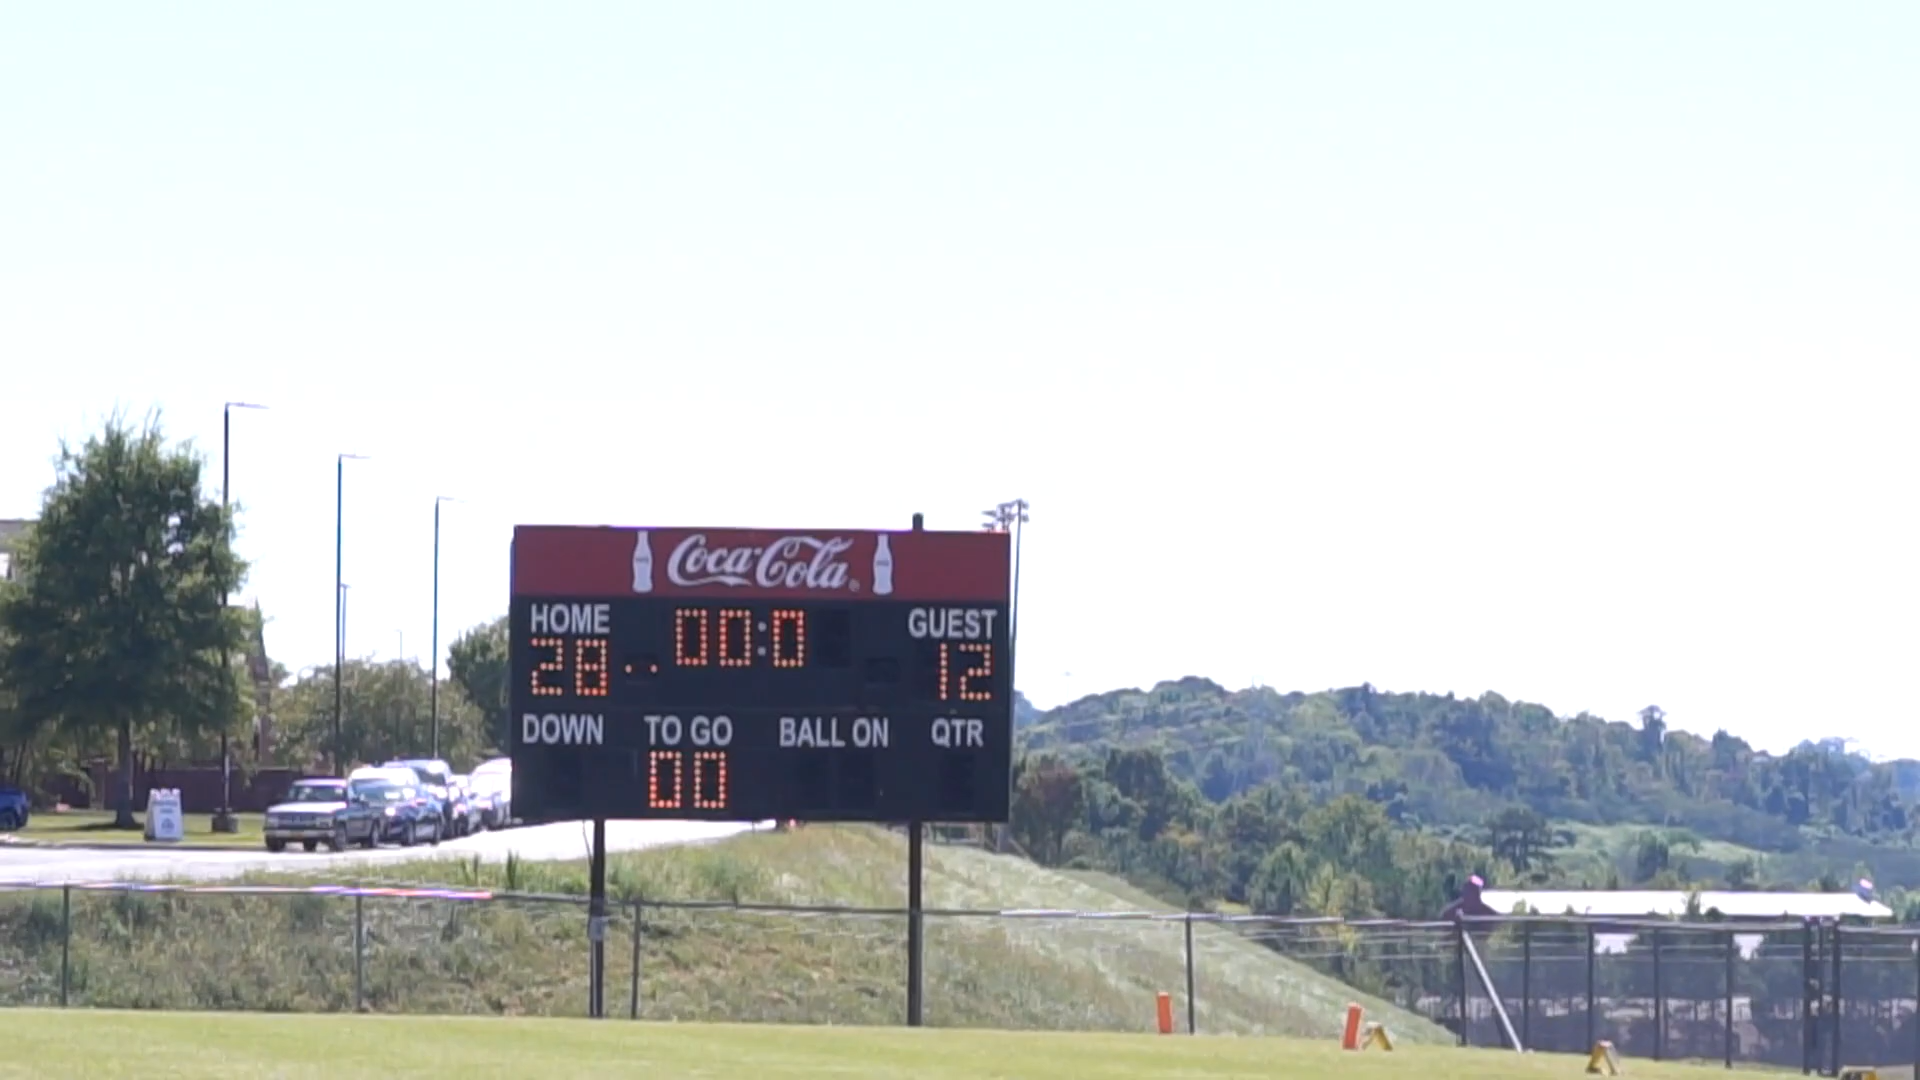 Coca-Cola®
HOME 00:0 GUEST
28 12
DOWN TO GO BALL ON QTR
00